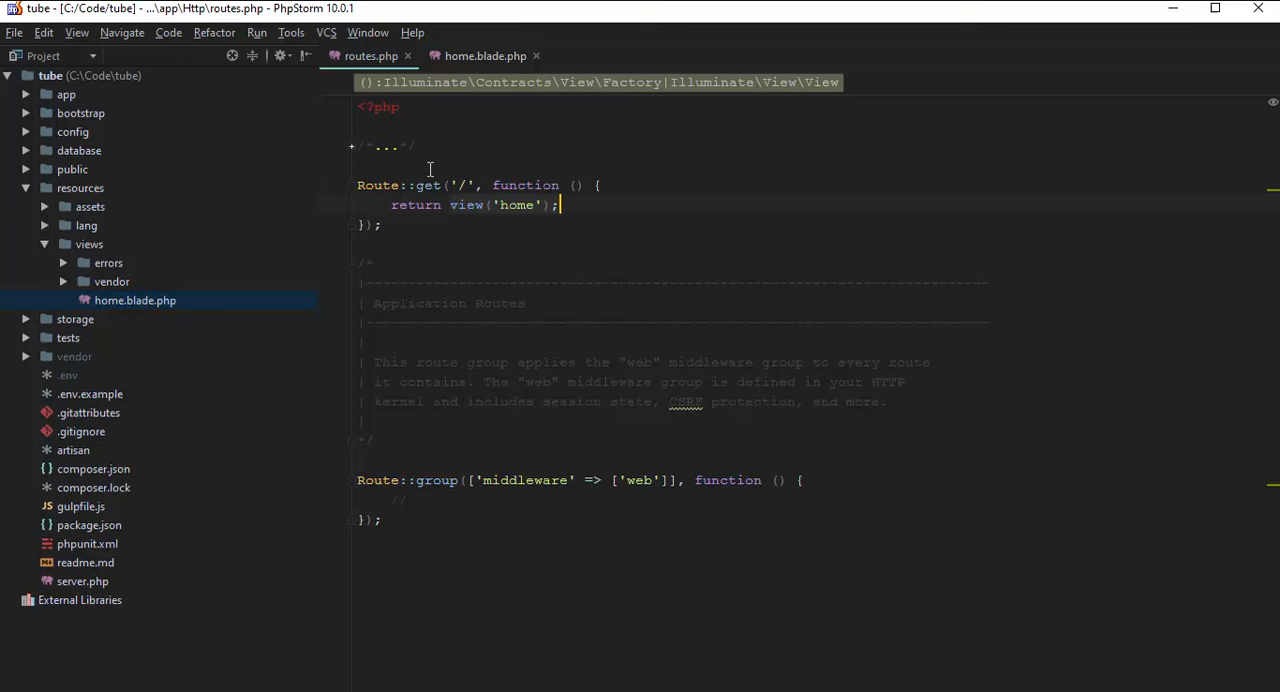 tube - [C:/Code/tube] - ...\app\Http\routes.php - PhpStorm 10.0.1
File Edit View Navigate Code Refactor Run Tools VCS Window Help
Project
routes.php
home.blade.php
tube (C:\Code\tube)
app
bootstrap
config
database
public
resources
assets
lang
views
errors
vendor
home.blade.php
storage
tests
vendor
.env
.env.example
.gitattributes
.gitignore
artisan
composer.json
composer.lock
gulpfile.js
package.json
phpunit.xml
readme.md
server.php
External Libraries
():Illuminate\Contracts\View\Factory|Illuminate\View\View
<?php
/*...*/
Route::get('/', function () {
return view('home');
});
/*
|--------------------------------------------------------------------------
| Application Routes
|--------------------------------------------------------------------------
|
| This route group applies the "web" middleware group to every route
| it contains. The "web" middleware group is defined in your HTTP
| kernel and includes session state, CSRF protection, and more.
|
*/
Route::group(['middleware' => ['web']], function () {
//
});